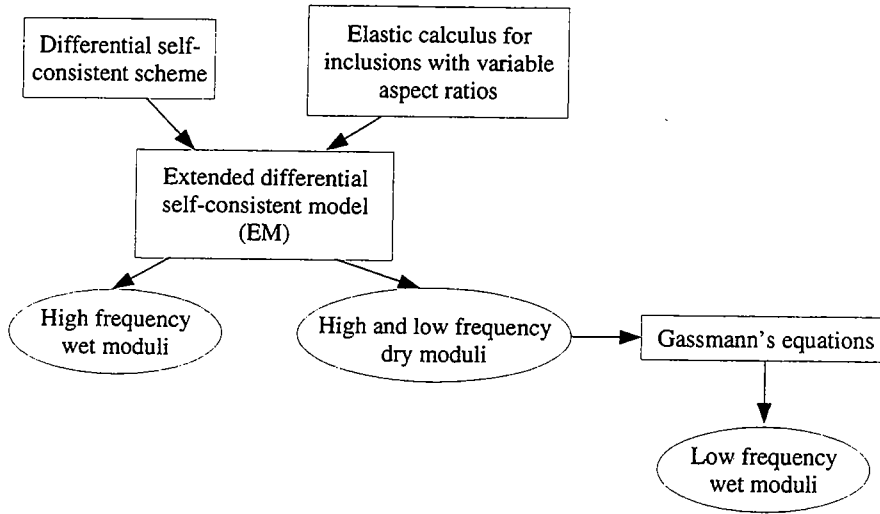 Differential self-
consistent scheme
Elastic calculus for
inclusions with variable
aspect ratios
Extended differential
self-consistent model
(EM)
High frequency
wet moduli
High and low frequency
dry moduli
Gassmann's equations
Low frequency
wet moduli